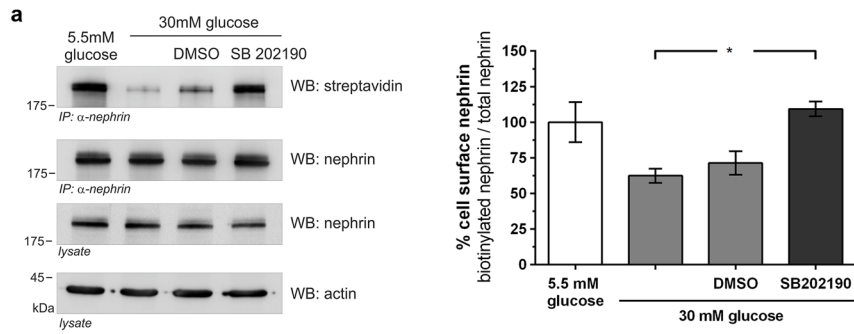 a
30mM glucose
5.5mM
glucose
DMSO SB 202190
WB: streptavidin
175
IP: α-nephrin
WB: nephrin
175
IP: α-nephrin
WB: nephrin
175
lysate
45
WB: actin
kDa
lysate
% cell surface nephrin
biotinylated nephrin / total nephrin
150
125
100
75
50
25
0
*
5.5 mM
glucose
DMSO
SB202190
30 mM glucose